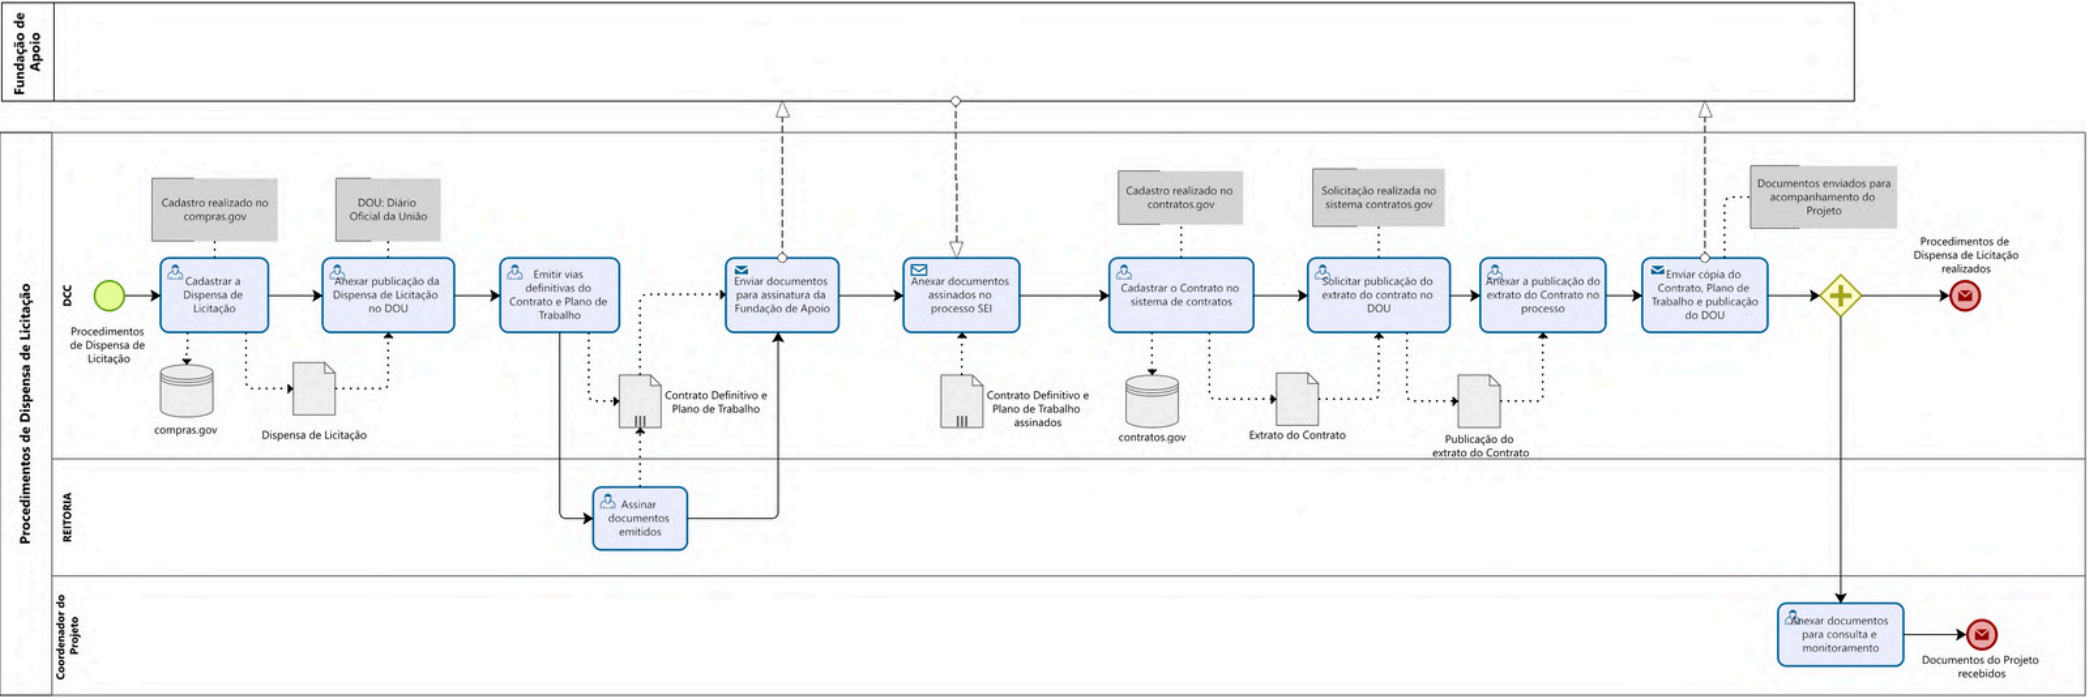 Fundação de
Apoio
Procedimentos de Dispensa de Licitação
DCC
Procedimentos
de Dispensa de
Licitação
Cadastro realizado no
compras.gov
Cadastrar a
Dispensa de
Licitação
compras.gov
Dispensa de Licitação
DOU: Diário
Oficial da União
Anexar publicação da
Dispensa de Licitação
no DOU
Emitir vias
definitivas do
Contrato e Plano de
Trabalho
Contrato Definitivo e
Plano de Trabalho
Enviar documentos
para assinatura da
Fundação de Apoio
Anexar documentos
assinados no
processo SEI
Contrato Definitivo e
Plano de Trabalho
assinados
Cadastro realizado no
contratos.gov
Cadastrar o Contrato no
sistema de contratos
contratos.gov
Extrato do Contrato
Solicitação realizada no
sistema contratos.gov
Solicitar publicação do
extrato do contrato no
DOU
Publicação do
extrato do Contrato
Anexar a publicação do
extrato do Contrato no
processo
Enviar cópia do
Contrato, Plano de
Trabalho e publicação
do DOU
Documentos enviados para
acompanhamento do
Projeto
Procedimentos de
Dispensa de Licitação
realizados
REITORIA
Assinar
documentos
emitidos
Coordenador do
Projeto
Anexar documentos
para consulta e
monitoramento
Documentos do Projeto
recebidos